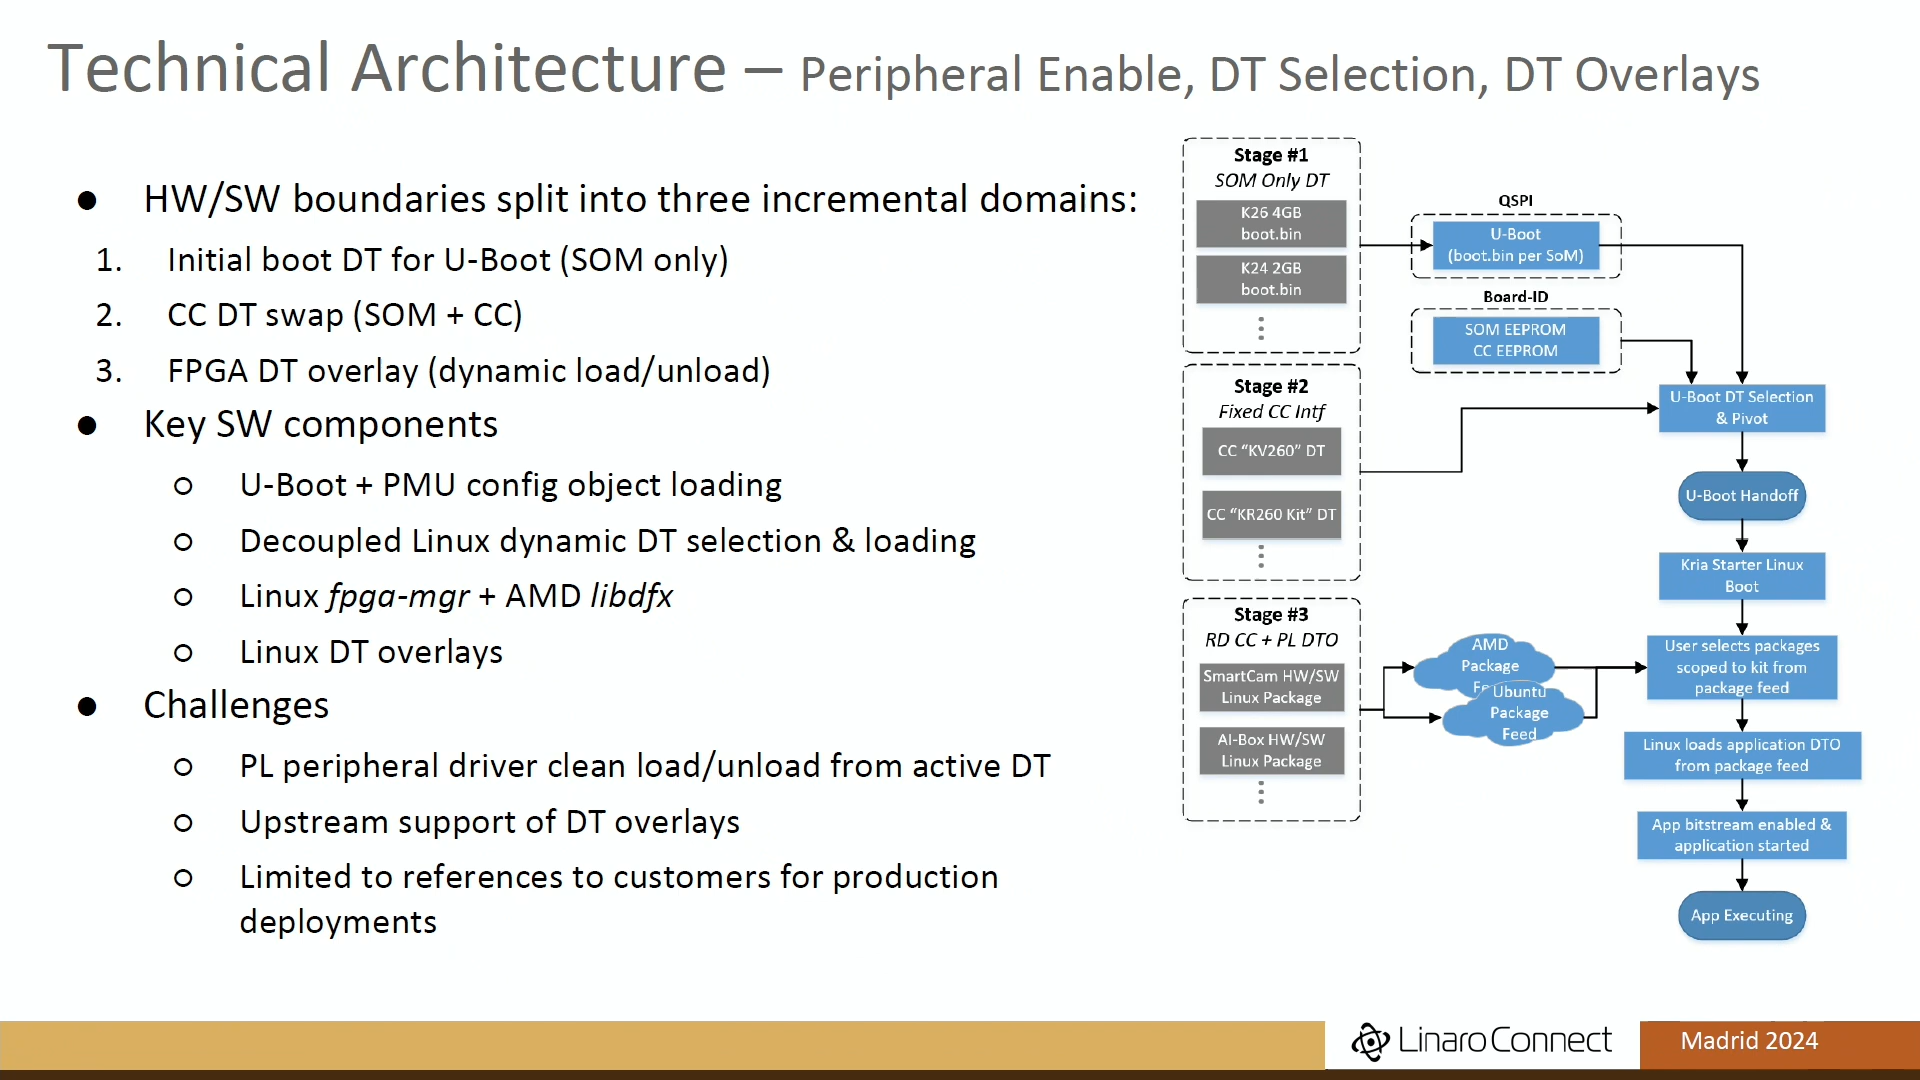 Technical Architecture – Peripheral Enable, DT Selection, DT Overlays
● HW/SW boundaries split into three incremental domains:
1. Initial boot DT for U-Boot (SOM only)
2. CC DT swap (SOM + CC)
3. FPGA DT overlay (dynamic load/unload)
● Key SW components
○ U-Boot + PMU config object loading
○ Decoupled Linux dynamic DT selection & loading
○ Linux fpga-mgr + AMD libdfx
○ Linux DT overlays
● Challenges
○ PL peripheral driver clean load/unload from active DT
○ Upstream support of DT overlays
○ Limited to references to customers for production
deployments
Stage #1
SOM Only DT
K26 4GB
boot.bin
K24 2GB
boot.bin
Stage #2
Fixed CC Intf
CC “KV260” DT
CC “KR260 Kit” DT
Stage #3
RD CC + PL DTO
SmartCam HW/SW
Linux Package
AI-Box HW/SW
Linux Package
QSPI
U-Boot
(boot.bin per SoM)
Board-ID
SOM EEPROM
CC EEPROM
AMD
Package
Ubuntu
Package
Feed
U-Boot DT Selection
& Pivot
U-Boot Handoff
Kria Starter Linux
Boot
User selects packages
scoped to kit from
package feed
Linux loads application DTO
from package feed
App bitstream enabled &
application started
App Executing
Linaro Connect
Madrid 2024